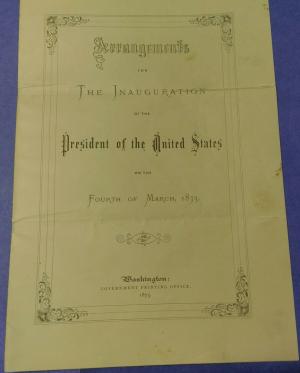 Arrangements
FOR
THE INAUGURATION
OF THE
President of the United States
ON THE
FOURTH OF MARCH, 1873.
Washington:
GOVERNMENT PRINTING OFFICE.
1873.